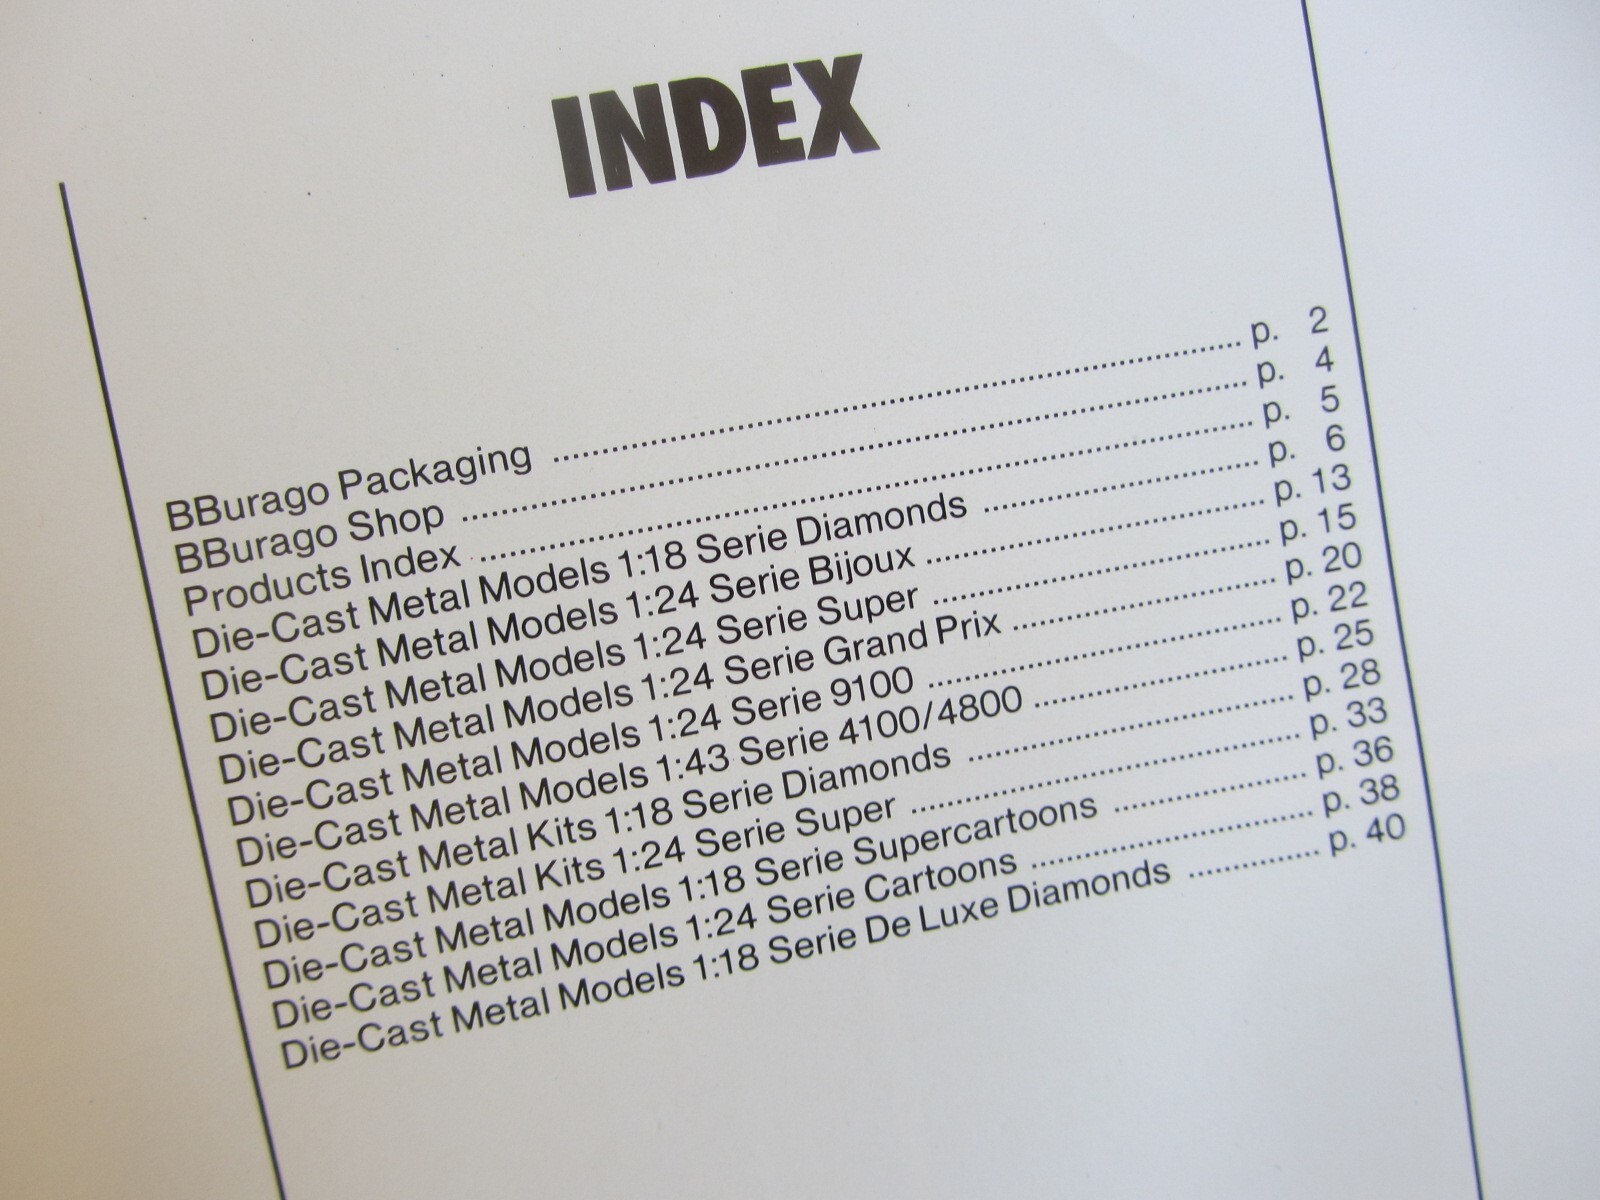 INDEX
BBurago Packaging ........ p. 2
BBurago Shop ........ p. 4
Products Index ........ p. 5
Die-Cast Metal Models 1:18 Serie Diamonds ........ p. 6
Die-Cast Metal Models 1:24 Serie Bijoux ........ p. 13
Die-Cast Metal Models 1:24 Serie Super ........ p. 15
Die-Cast Metal Models 1:24 Serie Grand Prix ........ p. 20
Die-Cast Metal Models 1:24 Serie 9100 ........ p. 22
Die-Cast Metal Models 1:43 Serie 4100/4800 ........ p. 25
Die-Cast Metal Kits 1:18 Serie Diamonds ........ p. 28
Die-Cast Metal Kits 1:24 Serie Super ........ p. 33
Die-Cast Metal Models 1:18 Serie Supercartoons ........ p. 36
Die-Cast Metal Models 1:24 Serie Cartoons ........ p. 38
Die-Cast Metal Models 1:18 Serie De Luxe Diamonds ........ p. 40